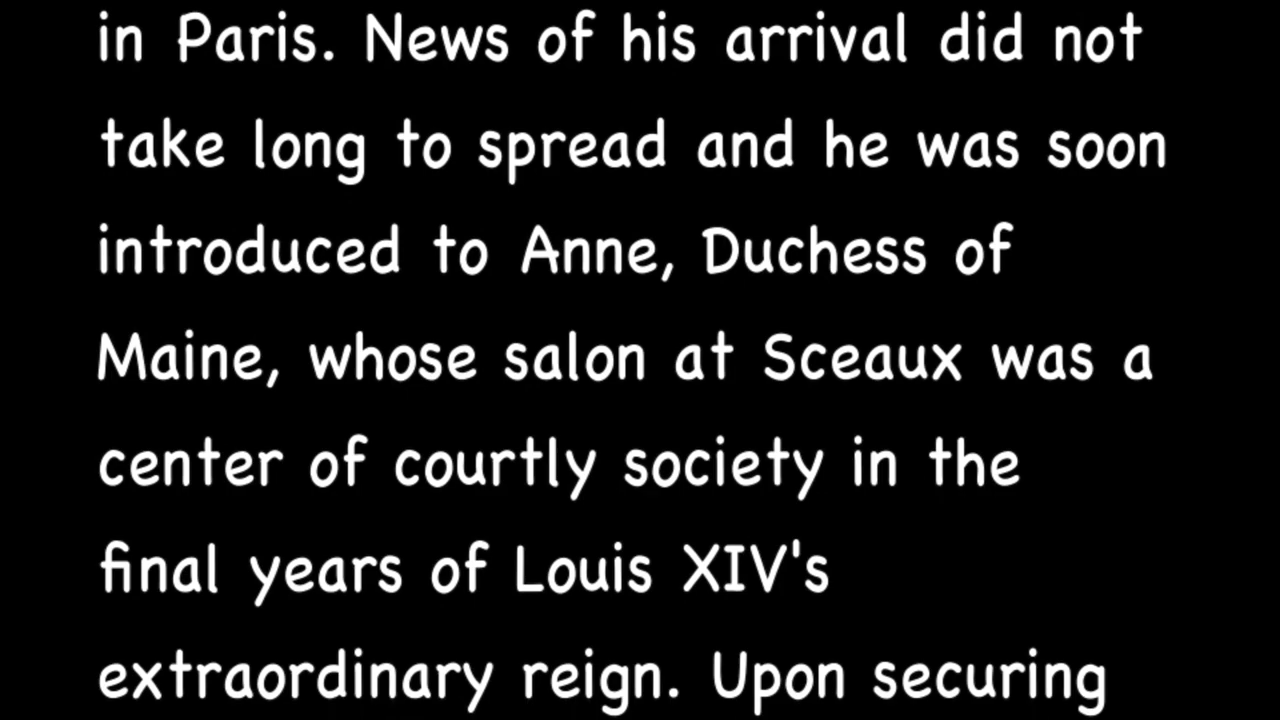 in Paris. News of his arrival did not
take long to spread and he was soon
introduced to Anne, Duchess of
Maine, whose salon at Sceaux was a
center of courtly society in the
final years of Louis XIV's
extraordinary reign. Upon securing